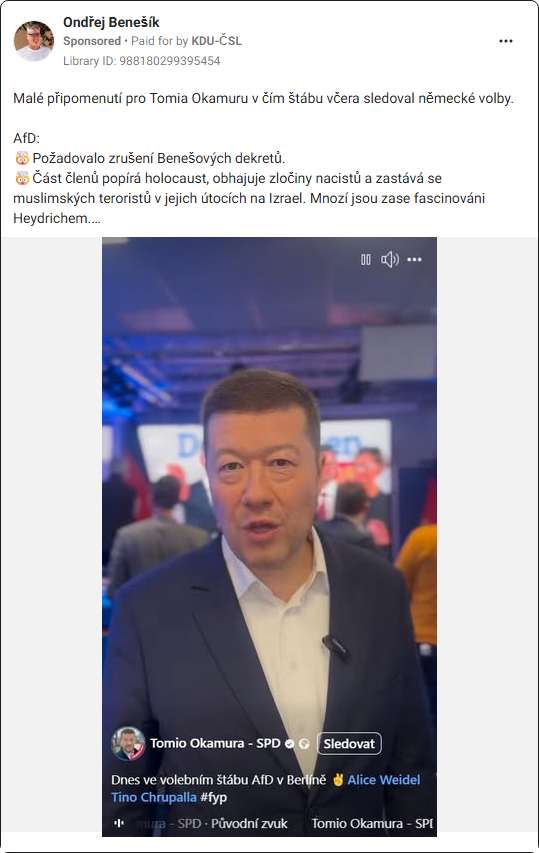 Ondřej Benešík
Sponsored • Paid for by KDU-ČSL
Library ID: 988180299395454
Malé připomenutí pro Tomia Okamuru v čím štábu včera sledoval německé volby.
AfD:
🤯Požadovalo zrušení Benešových dekretů.
🤯Část členů popírá holocaust, obhajuje zločiny nacistů a zastává se
muslimských teroristů v jejich útocích na Izrael. Mnozí jsou zase fascinováni
Heydrichem....
Tomio Okamura - SPD
Sledovat
Dnes ve volebním štábu AfD v Berlíně ✌️Alice Weidel
Tino Chrupalla #fyp
- SPD · Původní zvuk Tomio Okamura - SPD